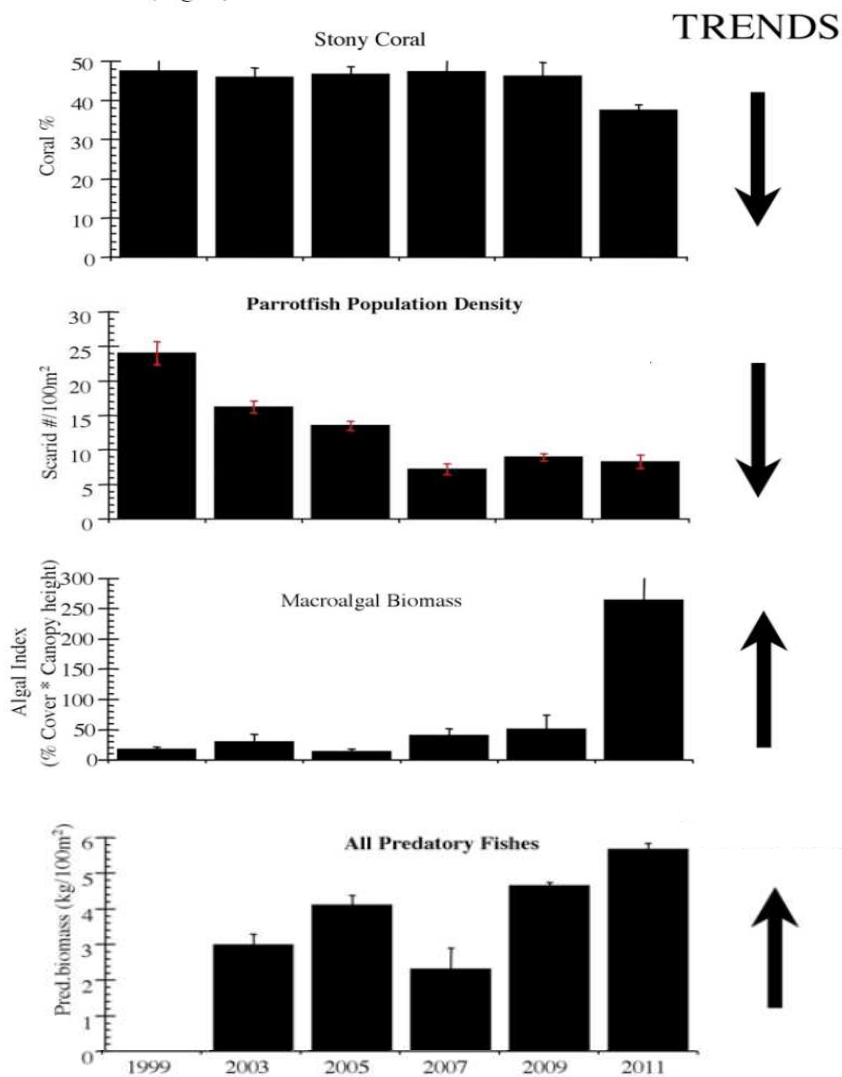 TRENDS
Stony Coral
Coral %
50
40
30
20
10
0
Parrotfish Population Density
Scarid #/100m²
30
25
20
15
10
5
0
Macroalgal Biomass
Algal Index
(% Cover * Canopy height)
300
250
200
150
100
50
0
All Predatory Fishes
Pred.biomass (kg/100m²)
6
5
4
3
2
1
0
1999 2003 2005 2007 2009 2011